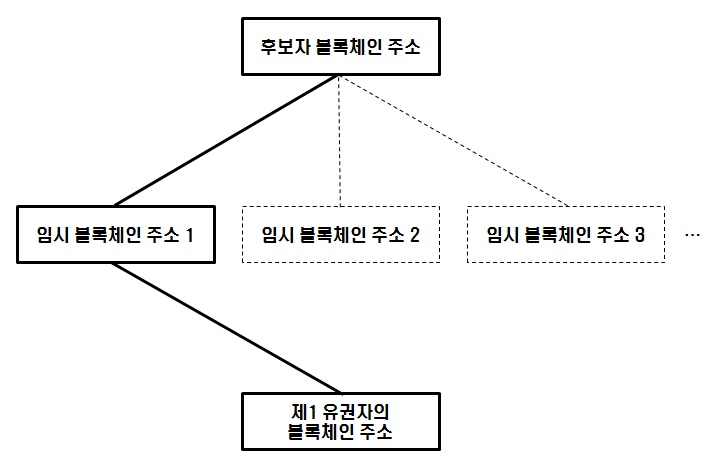 후보자 블록체인 주소
임시 블록체인 주소 1
임시 블록체인 주소 2
임시 블록체인 주소 3
...
제1 유권자의
블록체인 주소